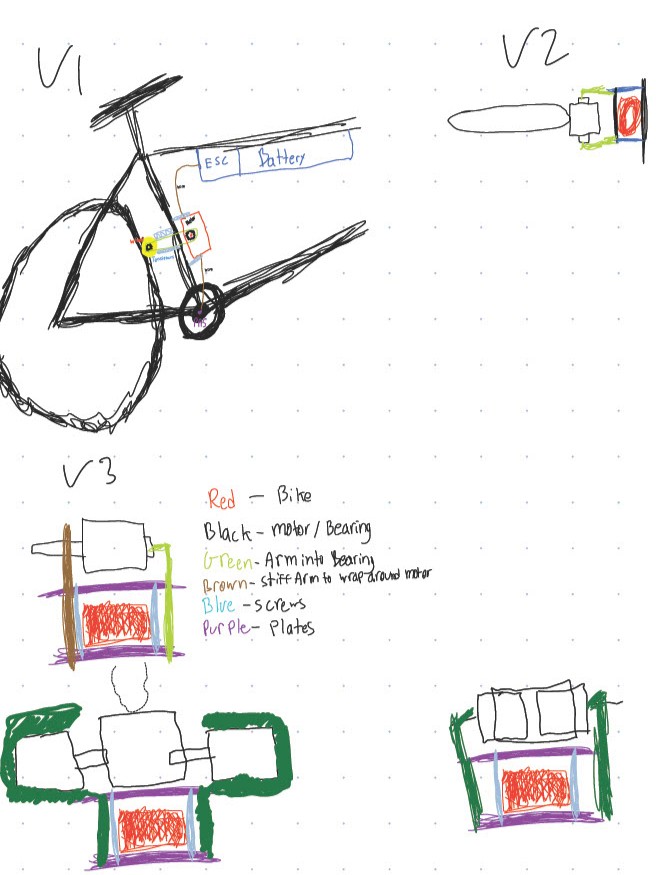 V1
V2
ESC Battery
PAS
V3
Red - Bike
Black - motor / Bearing
Green - Arm into Bearing
Brown - stiff Arm to wrap around motor
Blue - screws
Purple - Plates